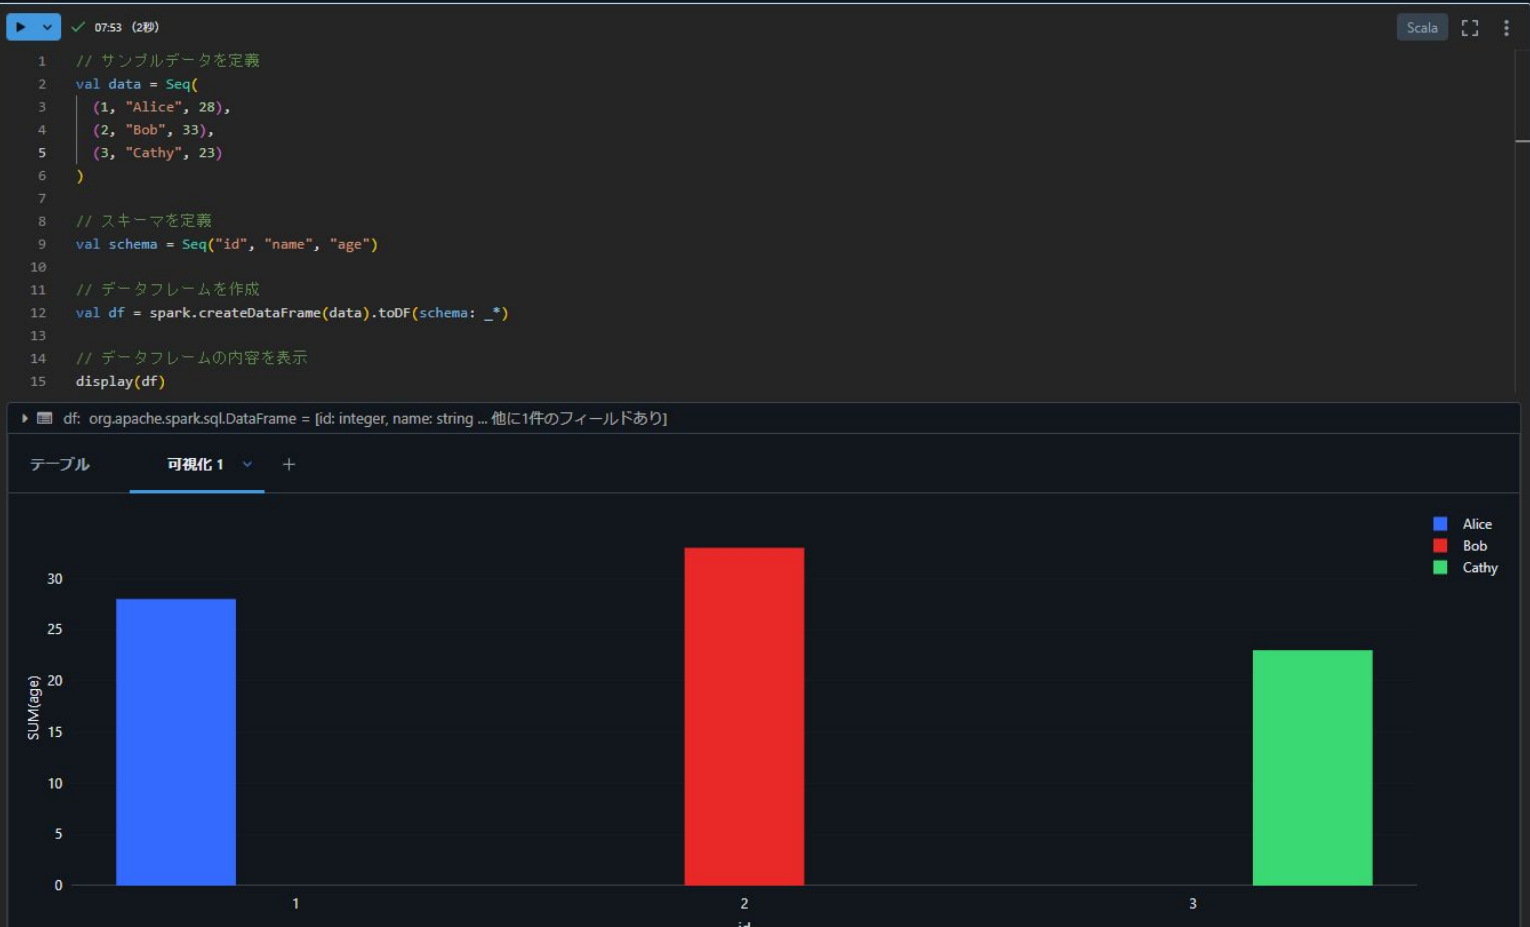 07:53 (2秒)
Scala
1 // サンプルデータを定義
2 val data = Seq(
3 (1, "Alice", 28),
4 (2, "Bob", 33),
5 (3, "Cathy", 23)
6 )
7
8 // スキーマを定義
9 val schema = Seq("id", "name", "age")
10
11 // データフレームを作成
12 val df = spark.createDataFrame(data).toDF(schema: _*)
13
14 // データフレームの内容を表示
15 display(df)
df: org.apache.spark.sql.DataFrame = [id: integer, name: string ... 他に1件のフィールドあり]
テーブル
可視化 1
Alice
Bob
Cathy
SUM(age)
30
25
20
15
10
5
0
1
2
3
id